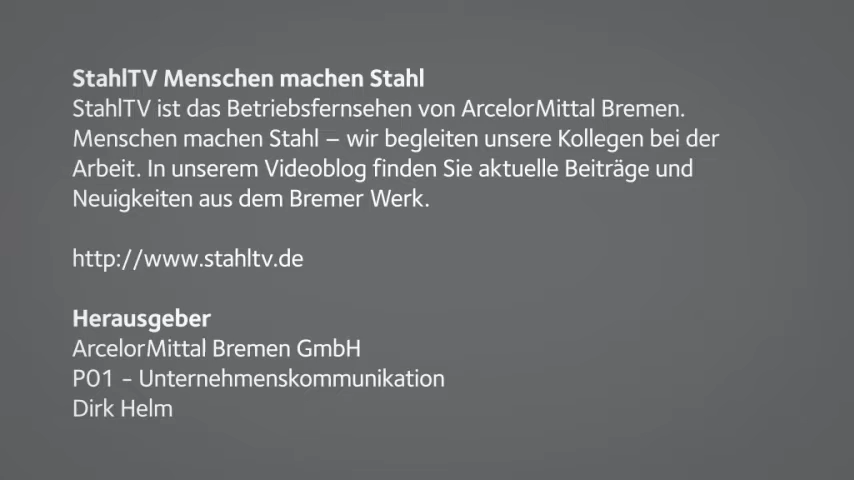 StahlTV Menschen machen Stahl
StahlTV ist das Betriebsfernsehen von ArcelorMittal Bremen.
Menschen machen Stahl – wir begleiten unsere Kollegen bei der
Arbeit. In unserem Videoblog finden Sie aktuelle Beiträge und
Neuigkeiten aus dem Bremer Werk.
http://www.stahltv.de
Herausgeber
ArcelorMittal Bremen GmbH
P01 - Unternehmenskommunikation
Dirk Helm